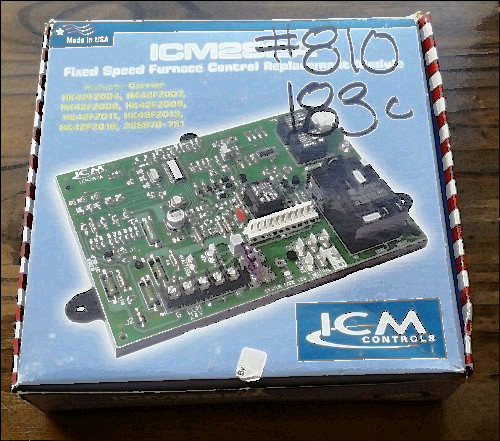 Made in USA
ICM28
#810
Fixed Speed Furnace Control Replacement Module
183c
Carrier
HK42FZ004, HK42FZ007,
HK42FZ008, HK42FZ009,
HK42FZ011, HK42FZ013,
HK42FZ016, 325878-751
ICM
ICM
CONTROLS